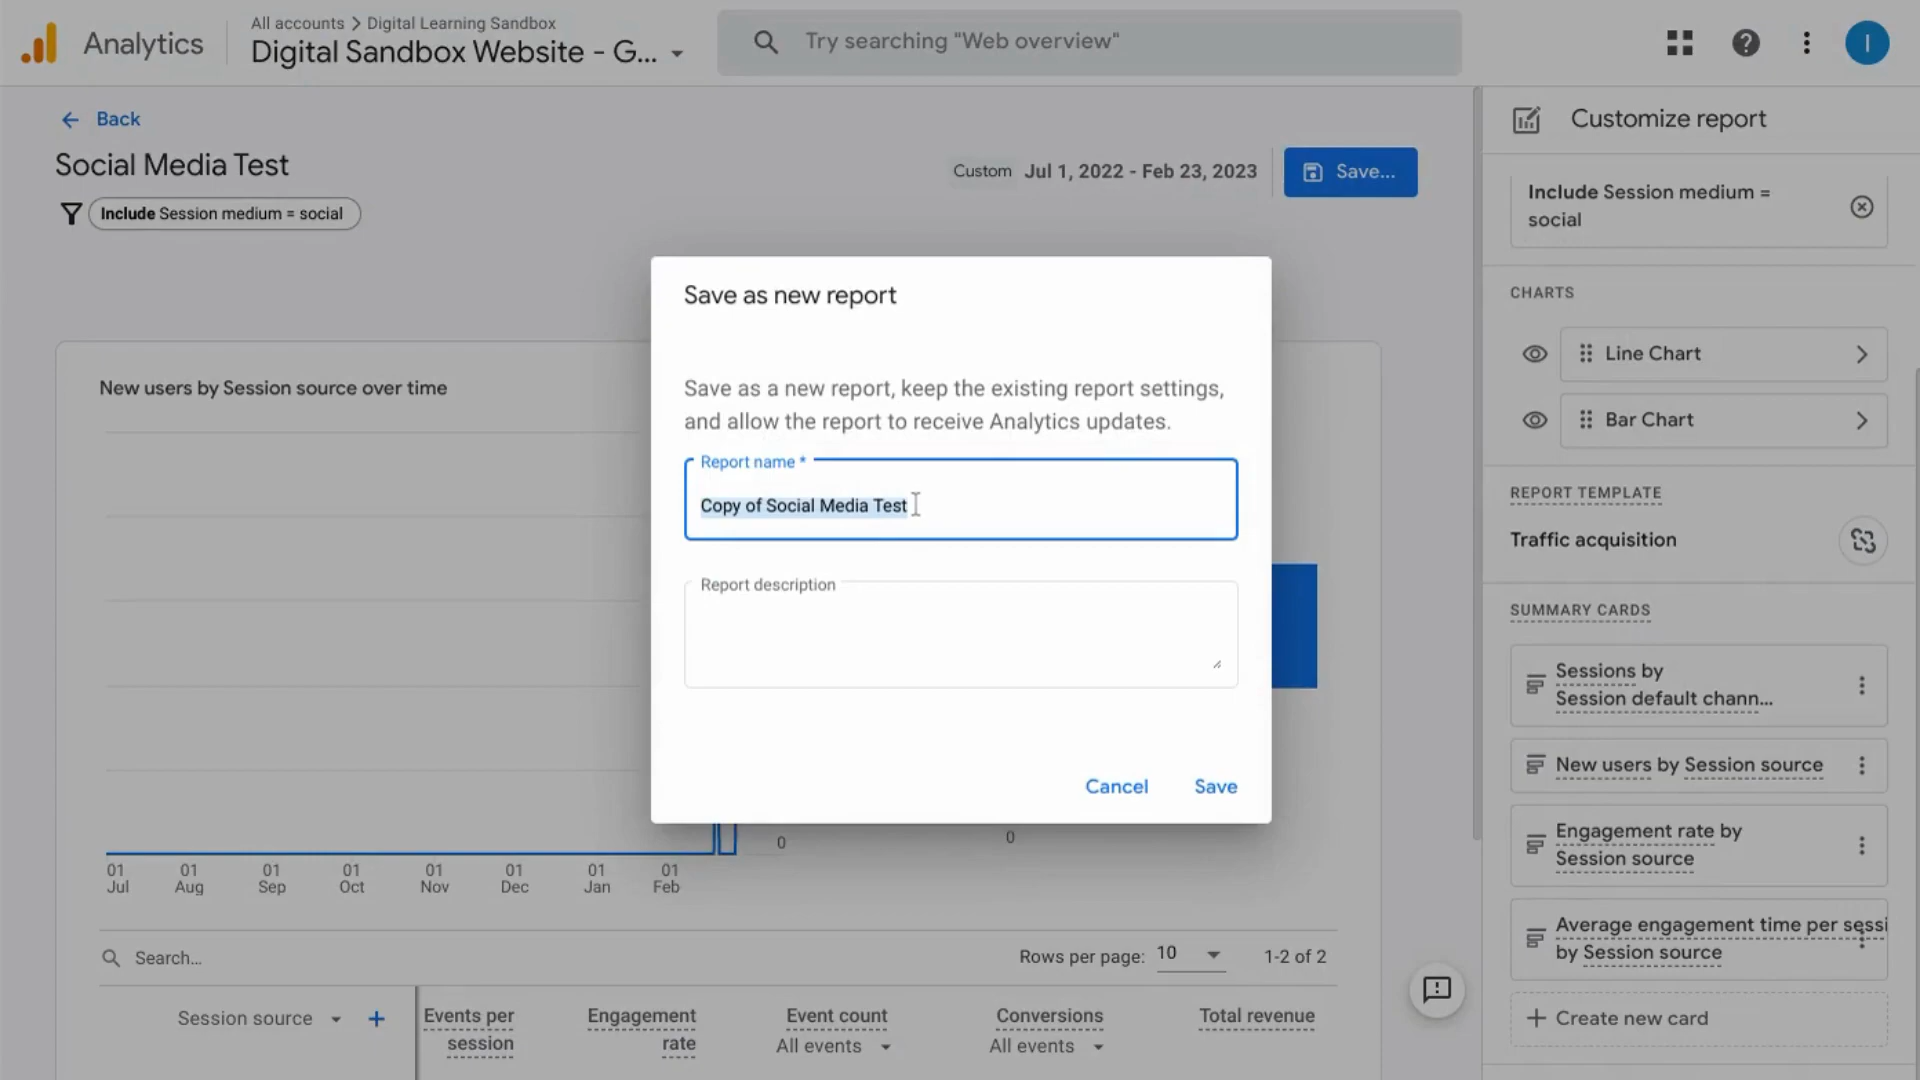 Analytics
All accounts > Digital Learning Sandbox
Digital Sandbox Website - G...
Try searching "Web overview"
I
Back
Social Media Test
Custom Jul 1, 2022 - Feb 23, 2023
Save...
Include Session medium = social
New users by Session source over time
01 Jul
01 Aug
01 Sep
01 Oct
01 Nov
01 Dec
01 Jan
01 Feb
0
0
Search...
Rows per page: 10
1-2 of 2
Session source
Events per
session
Engagement
rate
Event count
All events
Conversions
All events
Total revenue
Save as new report
Save as a new report, keep the existing report settings,
and allow the report to receive Analytics updates.
Report name *
Copy of Social Media Test
Report description
Cancel
Save
Customize report
Include Session medium =
social
CHARTS
Line Chart
Bar Chart
REPORT TEMPLATE
Traffic acquisition
SUMMARY CARDS
Sessions by
Session default chann...
New users by Session source
Engagement rate by
Session source
Average engagement time per sessi
by Session source
+ Create new card